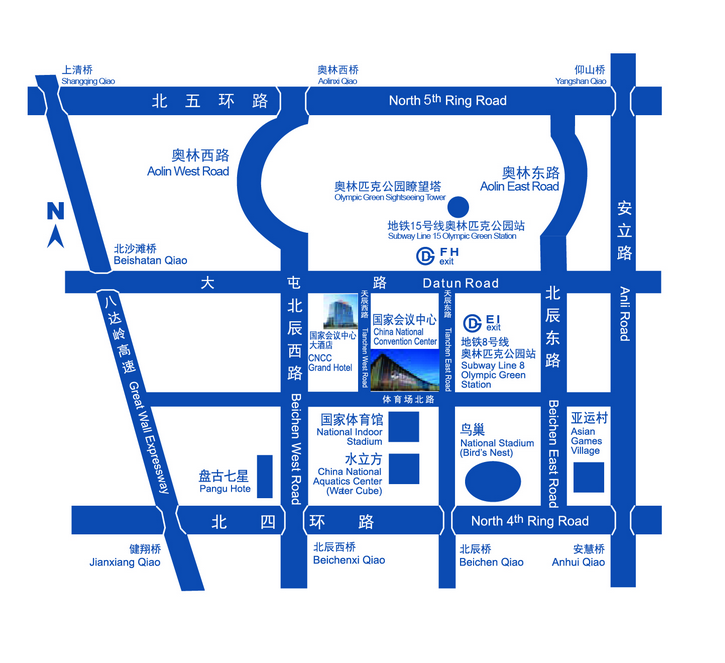 上清桥
Shangqing Qiao
奥林西桥
Aolinxi Qiao
仰山桥
Yangshan Qiao
北五环路
North 5th Ring Road
奥林西路
Aolin West Road
奥林东路
Aolin East Road
奥林匹克公园瞭望塔
Olympic Green Sightseeing Tower
地铁15号线奥林匹克公园站
Subway Line 15 Olympic Green Station
F H
exit
安立路
Anli Road
N
北沙滩桥
Beishatan Qiao
大屯路
Datun Road
八达岭高速
Great Wall Expressway
北辰西路
Beichen West Road
国家会议中心
大酒店
CNCC
Grand Hotel
天辰西路
Tianchen West Road
国家会议中心
China National
Convention Center
天辰东路
Tianchen East Road
E I
exit
地铁8号线
奥林匹克公园站
Subway Line 8
Olympic Green
Station
北辰东路
Beichen East Road
体育场北路
国家体育馆
National Indoor
Stadium
水立方
China National
Aquatics Center
(Water Cube)
鸟巢
National Stadium
(Bird's Nest)
亚运村
Asian
Games
Village
盘古七星
Pangu Hote
北四环路
North 4th Ring Road
健翔桥
Jianxiang Qiao
北辰西桥
Beichenxi Qiao
北辰桥
Beichen Qiao
安慧桥
Anhui Qiao